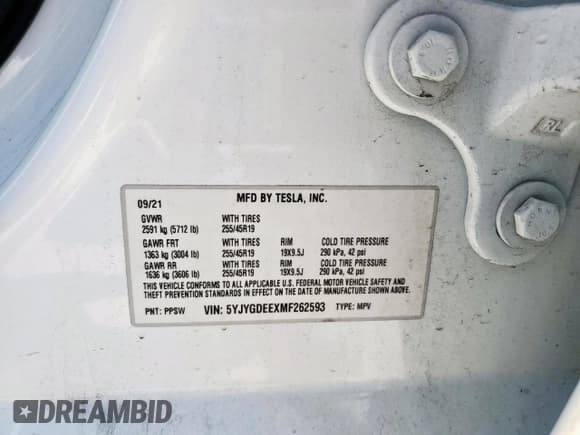 RL
09/21 MFD BY TESLA, INC.
GVWR WITH TIRES
2591 kg (5712 lb) 255/45R19
GAWR FRT WITH TIRES RIM COLD TIRE PRESSURE
1363 kg (3004 lb) 255/45R19 19X9.5J 290 kPa, 42 psi
GAWR RR WITH TIRES RIM COLD TIRE PRESSURE
1636 kg (3606 lb) 255/45R19 19X9.5J 290 kPa, 42 psi
THIS VEHICLE CONFORMS TO ALL APPLICABLE U.S. FEDERAL MOTOR VEHICLE SAFETY AND
THEFT PREVENTION STANDARDS IN EFFECT ON THE DATE OF MANUFACTURE SHOWN ABOVE.
PNT: PPSW VIN: 5YJYGDEEXMF262593 TYPE: MPV
DREAMBID